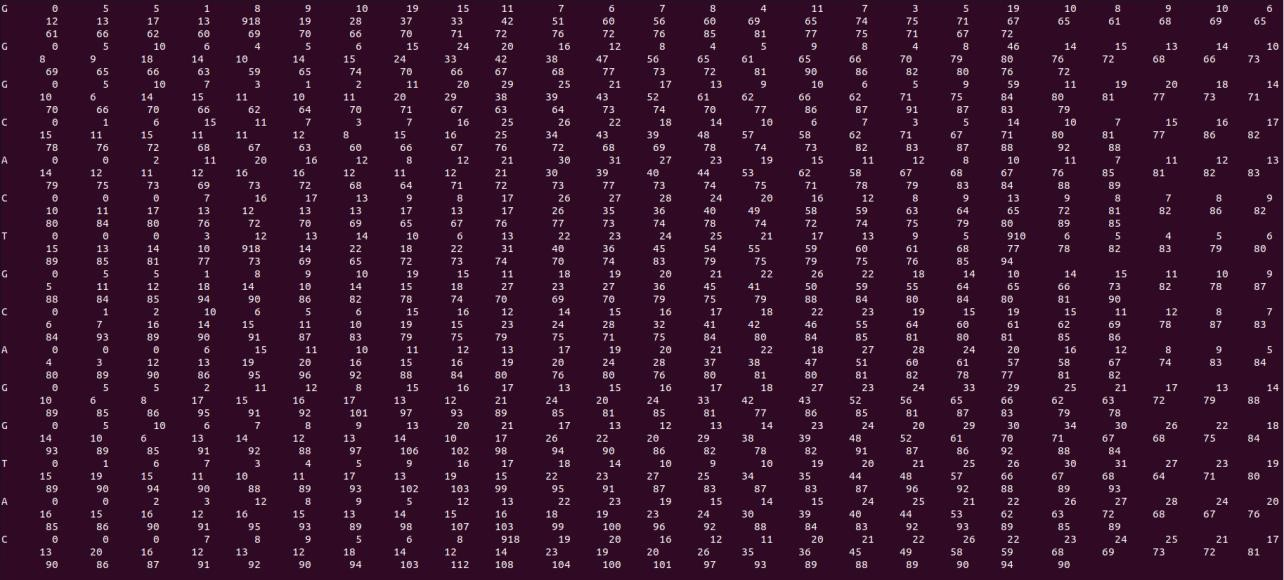 G 0 5 5 1 8 9 10 19 15 11 7 6 7 8 4 11 7 3 5 19 10 8 9 10 6
12 13 17 13 918 19 28 37 33 42 51 60 56 60 69 65 74 75 71 67 65 61 68 69 65
61 66 62 60 69 70 66 70 71 72 76 72 76 85 81 77 75 71 67 72
G 0 5 10 6 4 5 6 15 24 20 16 12 8 4 5 9 8 4 8 46 14 15 13 14 10
8 9 18 14 10 14 15 24 33 42 38 47 56 65 61 65 66 70 79 80 76 72 68 66 73
69 65 66 63 59 65 74 70 66 67 68 77 73 72 81 90 86 82 80 76 72
G 0 5 10 7 3 1 2 11 20 29 25 21 17 13 9 10 6 5 9 59 11 19 20 18 14
10 6 14 15 11 10 11 20 29 38 39 43 52 61 62 66 62 71 75 84 80 81 77 73 71
70 66 70 66 62 64 70 71 67 63 64 73 74 70 77 86 87 91 87 83 79
C 0 1 6 15 11 7 3 7 16 25 26 22 18 14 10 6 7 3 5 14 10 7 15 16 17
15 11 15 11 11 12 8 15 16 25 34 43 39 48 57 58 62 71 67 71 80 81 77 86 82
78 76 72 68 67 63 60 66 67 76 72 68 69 78 74 73 82 83 87 88 92 88
A 0 0 2 11 20 16 12 8 12 21 30 31 27 23 19 15 11 12 8 10 11 7 11 12 13
14 12 11 12 16 16 12 11 12 21 30 39 40 44 53 62 58 67 68 67 76 85 81 82 83
79 75 73 69 73 72 68 64 71 72 73 77 73 74 75 71 78 79 83 84 88 89
C 0 0 0 7 16 17 13 9 8 17 26 27 28 24 20 16 12 8 9 13 9 8 7 8 9
10 11 17 13 12 13 13 17 13 17 26 35 36 40 49 58 59 63 64 65 72 81 82 86 82
80 84 80 76 72 70 69 65 67 76 77 73 74 78 74 72 74 75 79 80 89 85
T 0 0 0 3 12 13 14 10 6 13 22 23 24 25 21 17 13 9 5 910 6 5 4 5 6
15 13 14 10 918 14 22 18 22 31 40 36 45 54 55 59 60 61 68 77 78 82 83 79 80
89 85 81 77 73 69 65 72 73 74 70 74 83 79 75 79 75 76 85 94
G 0 5 5 1 8 9 10 19 15 11 18 19 20 21 22 26 22 18 14 10 14 15 11 10 9
5 11 12 18 14 10 14 15 18 27 23 27 36 45 41 50 59 55 64 65 66 73 82 78 87
88 84 85 94 90 86 82 78 74 70 69 70 79 75 79 88 84 80 84 80 81 90
C 0 1 2 10 6 5 6 15 16 12 14 15 16 17 18 22 23 19 15 19 15 11 12 8 7
6 7 16 14 15 11 10 19 15 23 24 28 32 41 42 46 55 64 60 61 62 69 78 87 83
84 93 89 90 91 87 83 79 75 79 75 71 75 84 80 84 85 81 80 81 85 86
A 0 0 0 6 15 11 10 11 12 13 17 19 20 21 22 18 27 28 24 20 16 12 8 9 5
4 3 12 13 19 20 16 15 16 19 20 24 28 37 38 47 51 60 61 57 58 67 74 83 84
80 89 90 86 95 96 92 88 84 80 76 80 76 80 81 80 81 82 78 77 81 82
G 0 5 5 2 11 12 8 15 16 17 13 15 16 17 18 27 23 24 33 29 25 21 17 13 14
10 6 8 17 15 16 17 13 12 21 24 20 24 33 42 43 52 56 65 66 62 63 72 79 88
89 85 86 95 91 92 101 97 93 89 85 81 85 81 77 86 85 81 87 83 79 78
G 0 5 10 6 7 8 9 13 20 21 17 13 12 13 14 23 24 20 29 30 34 30 26 22 18
14 10 6 13 14 12 13 14 10 17 26 22 20 29 38 39 48 52 61 70 71 67 68 75 84
93 89 85 91 92 88 97 106 102 98 94 90 86 82 78 82 91 87 86 92 88 84
T 0 1 6 7 3 4 5 9 16 17 18 14 10 9 10 19 20 21 25 26 30 31 27 23 19
15 19 15 11 10 11 17 13 19 15 22 23 27 25 34 35 44 48 57 66 67 68 64 71 80
89 90 94 90 88 89 93 102 103 99 95 91 87 83 87 83 87 96 92 88 89 93
A 0 0 2 3 12 8 9 5 12 13 22 23 19 15 14 15 24 25 21 22 26 27 28 24 20
16 15 16 12 16 15 13 14 15 16 18 19 23 24 30 39 40 44 53 62 63 72 68 67 76
85 86 90 91 95 93 89 98 107 103 99 100 96 92 88 84 83 92 93 89 85 89
C 0 0 0 7 8 9 5 6 8 918 19 20 16 12 11 20 21 22 26 22 23 24 25 21 17
13 20 16 12 13 12 18 14 12 14 23 19 20 26 35 36 45 49 58 59 68 69 73 72 81
90 86 87 91 92 90 94 103 112 108 104 100 101 97 93 89 88 89 90 94 90